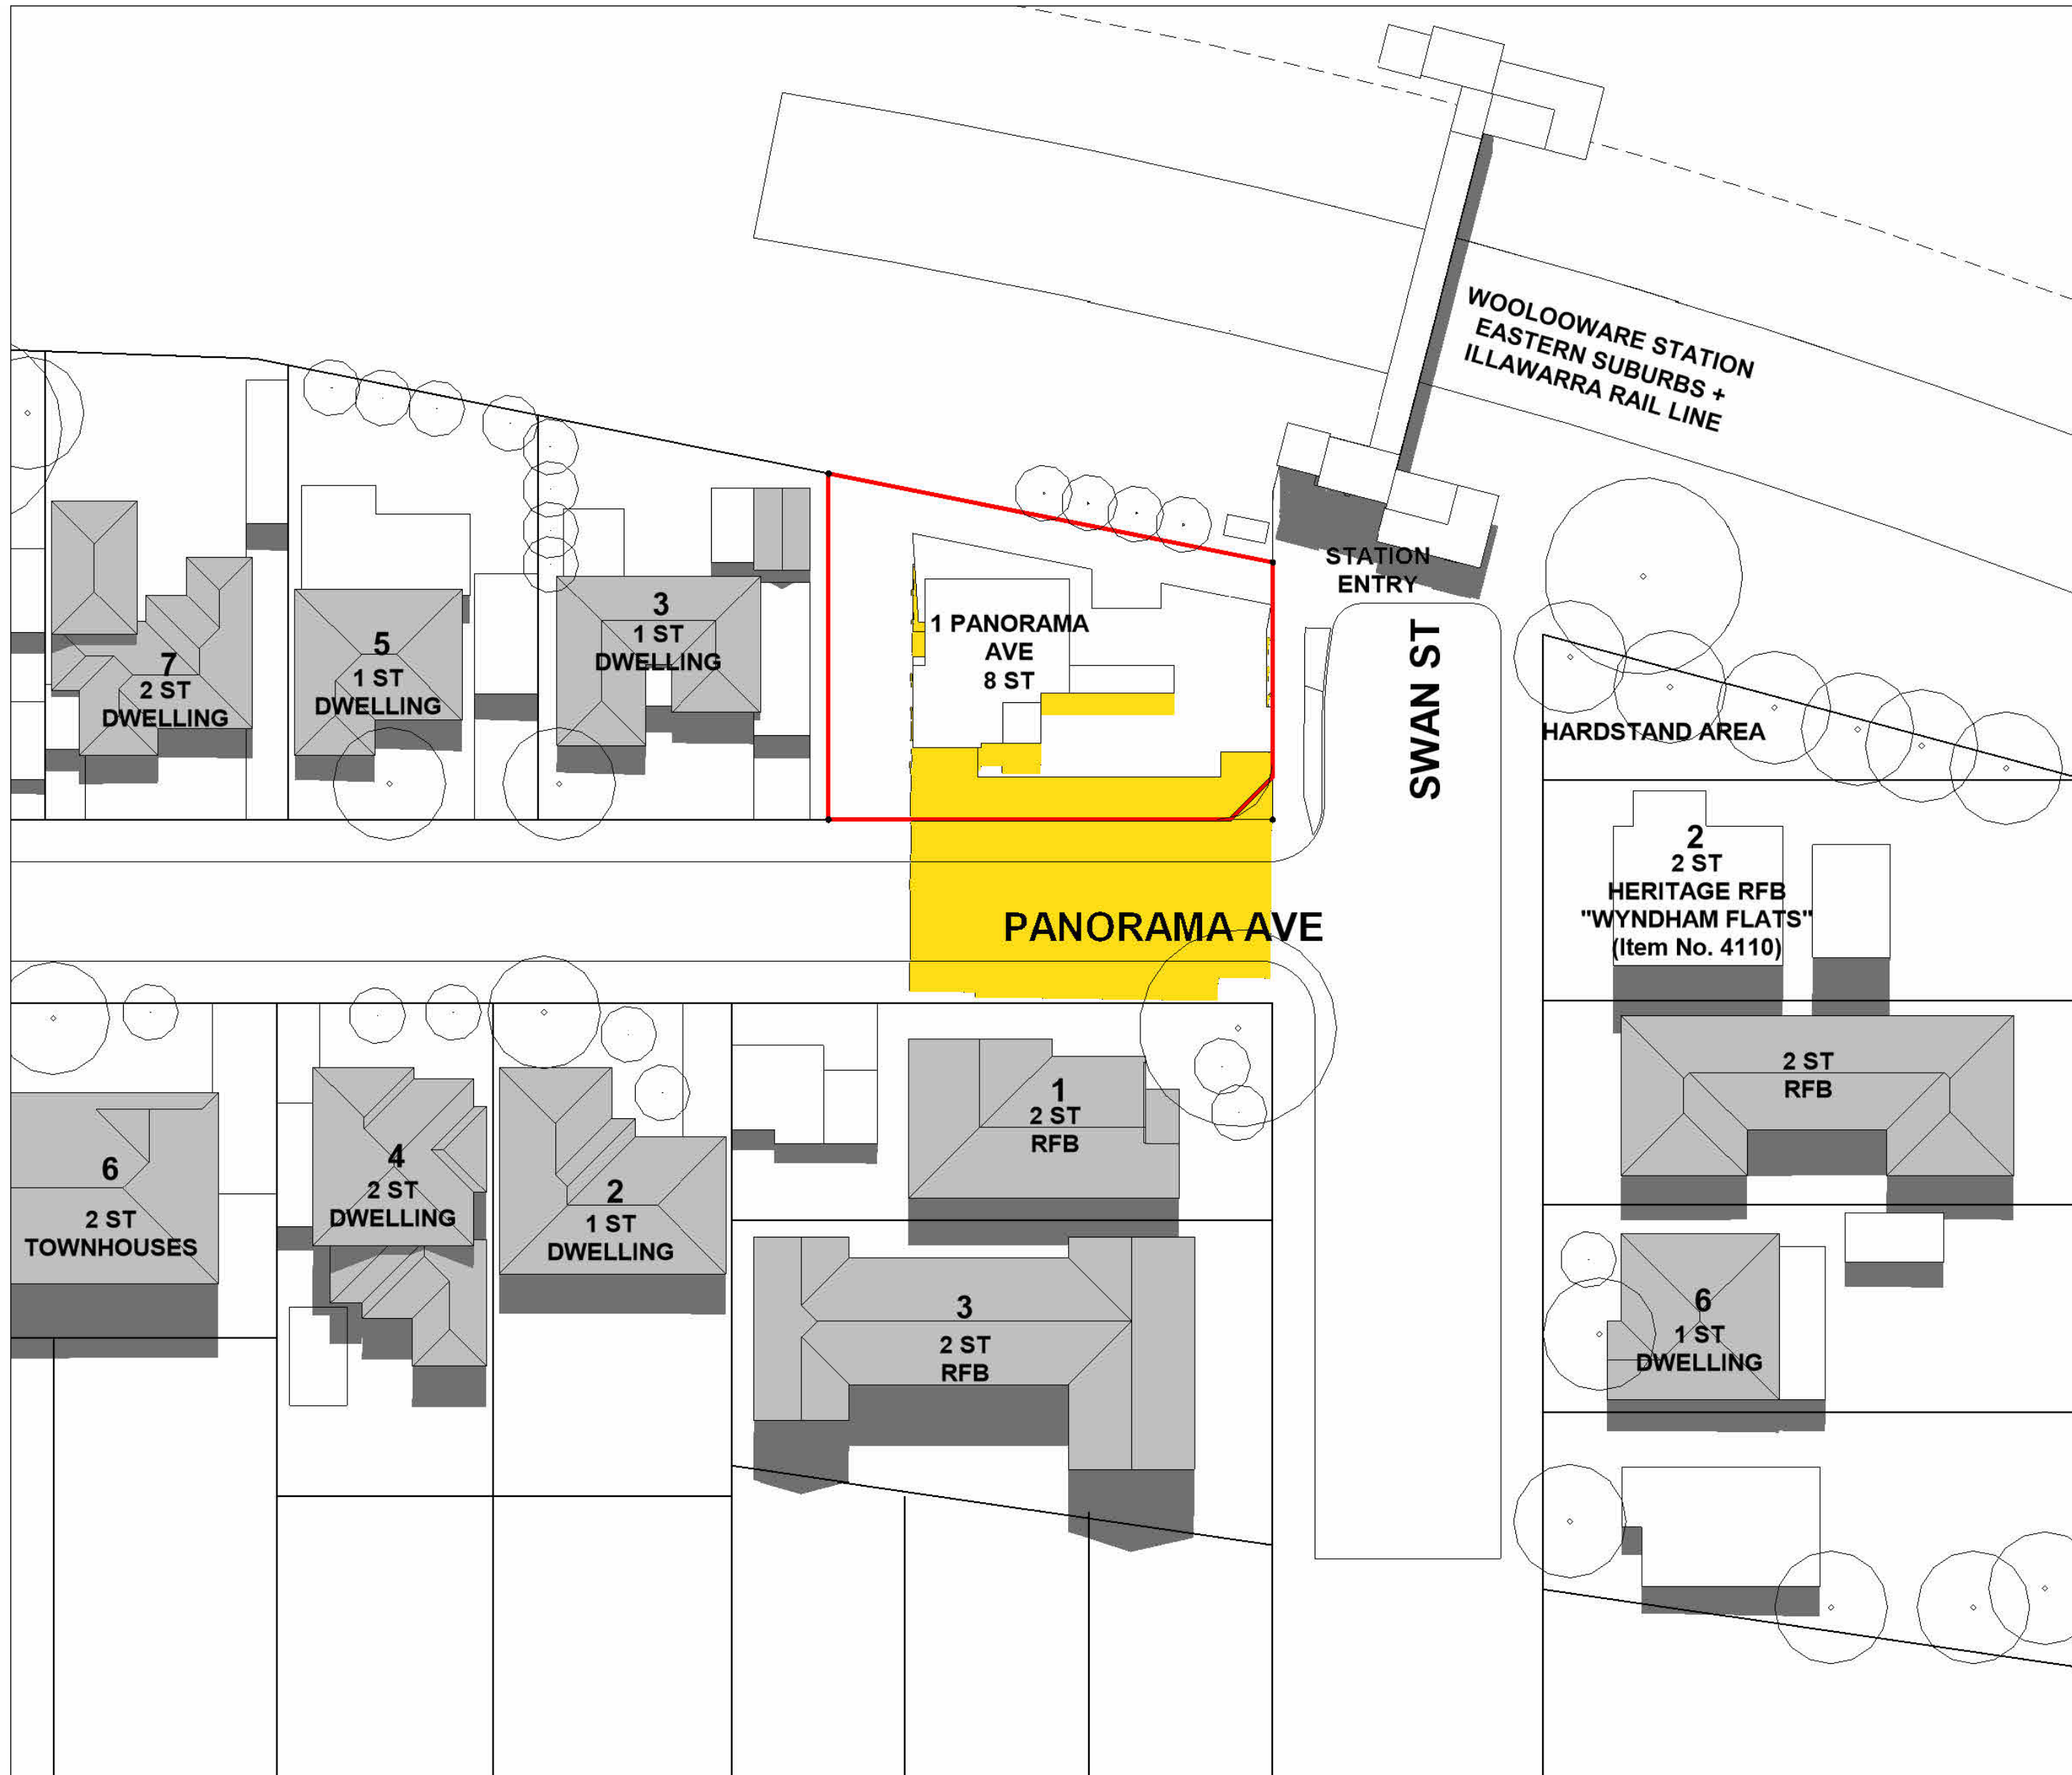 WOOLOOWARE STATION
EASTERN SUBURBS +
ILLAWARRA RAIL LINE
STATION
ENTRY
SWAN ST
7
2 ST
DWELLING
5
1 ST
DWELLING
3
1 ST
DWELLING
1 PANORAMA
AVE
8 ST
HARDSTAND AREA
2
2 ST
HERITAGE RFB
"WYNDHAM FLATS"
(Item No. 4110)
PANORAMA AVE
6
2 ST
TOWNHOUSES
4
2 ST
DWELLING
2
1 ST
DWELLING
1
2 ST
RFB
2 ST
RFB
3
2 ST
RFB
6
1 ST
DWELLING